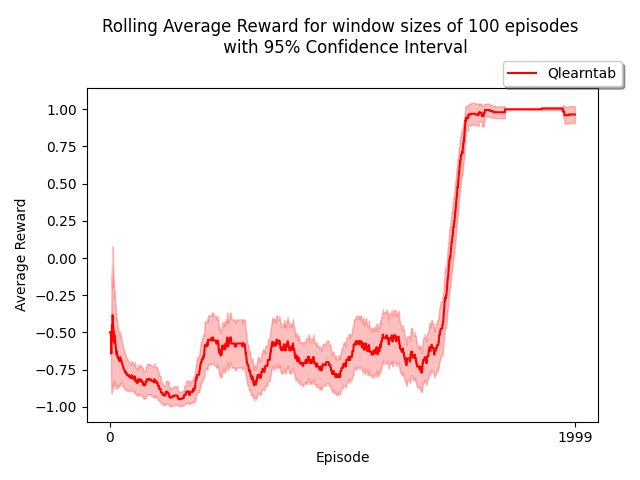 Rolling Average Reward for window sizes of 100 episodes
with 95% Confidence Interval
Qlearntab
1.00
0.75
0.50
0.25
0.00
−0.25
−0.50
−0.75
−1.00
Average Reward
0
1999
Episode